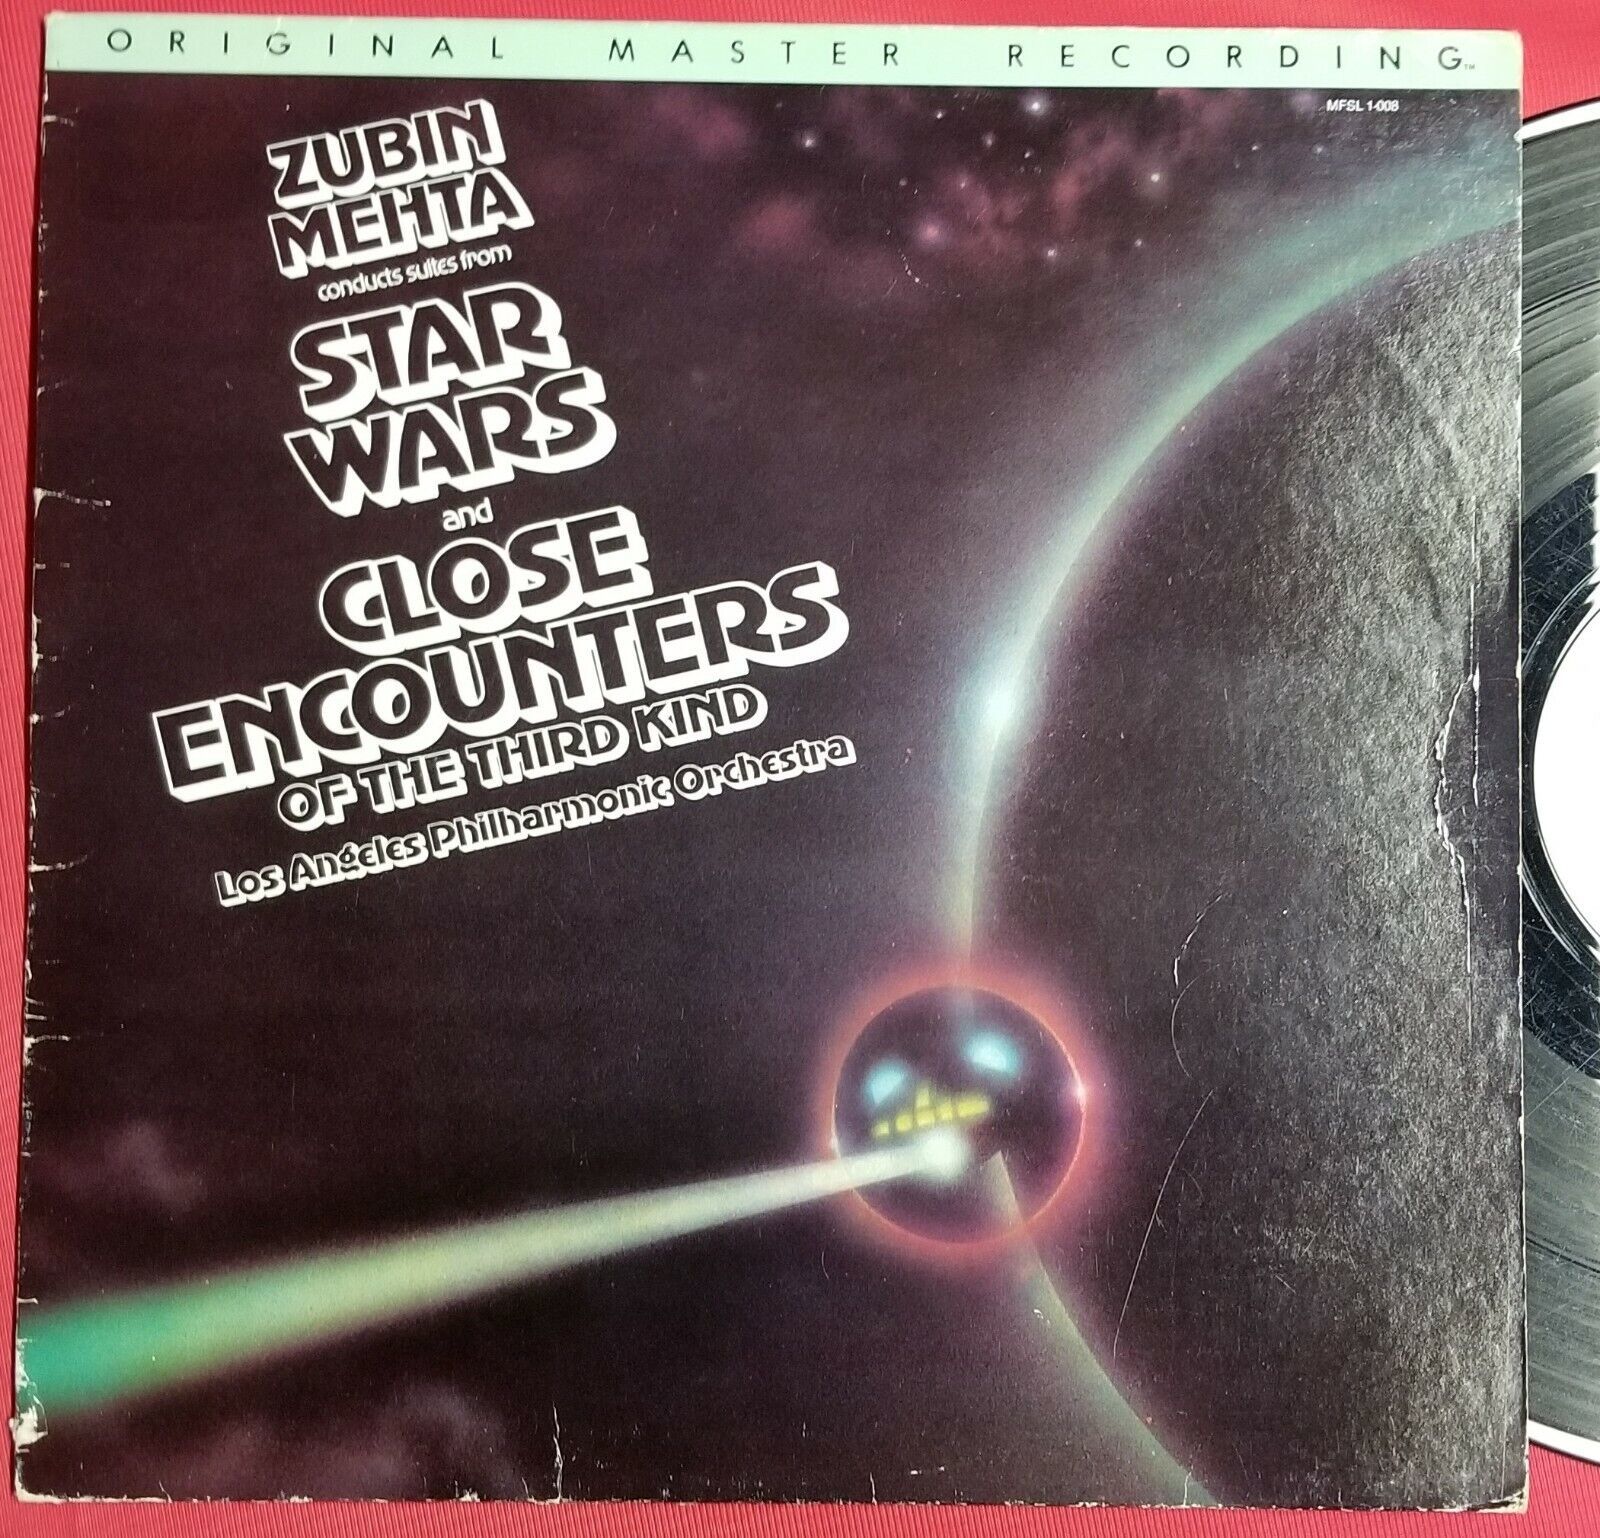 ORIGINAL MASTER RECORDING™
MFSL 1-008
ZUBIN
MEHTA
conducts suites from
STAR
WARS
and
CLOSE
ENCOUNTERS
OF THE THIRD KIND
Los Angeles Philharmonic Orchestra